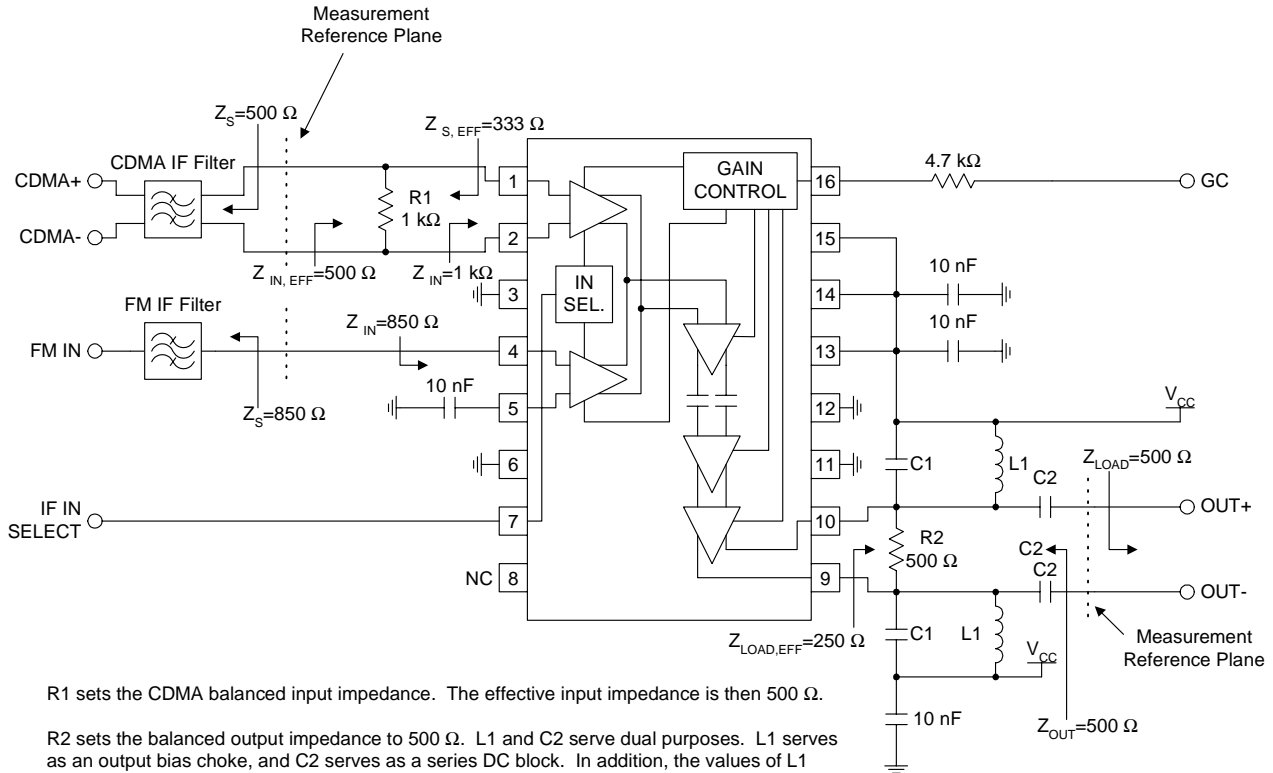 Measurement
Reference Plane
Z_S=500 Ω
Z_S, EFF=333 Ω
CDMA IF Filter
CDMA+
CDMA-
R1
1 kΩ
Z_IN, EFF=500 Ω
Z_IN=1 kΩ
1
2
3
4
5
6
7
8
GAIN
CONTROL
IN
SEL.
16
15
14
13
12
11
10
9
4.7 kΩ
GC
10 nF
10 nF
FM IF Filter
FM IN
Z_IN=850 Ω
Z_S=850 Ω
10 nF
IF IN
SELECT
NC
V_CC
C1
L1
C2
Z_LOAD=500 Ω
OUT+
R2
500 Ω
C2
C2
OUT-
Z_LOAD,EFF=250 Ω
C1
L1
V_CC
Measurement
Reference Plane
10 nF
Z_OUT=500 Ω
R1 sets the CDMA balanced input impedance. The effective input impedance is then 500 Ω.
R2 sets the balanced output impedance to 500 Ω. L1 and C2 serve dual purposes. L1 serves
as an output bias choke, and C2 serves as a series DC block. In addition, the values of L1